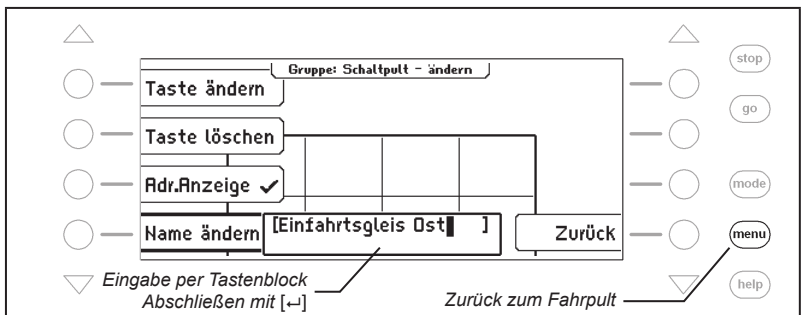 Gruppe: Schaltpult - ändern
stop
Taste ändern
go
Taste löschen
Adr.Anzeige ✓
mode
Name ändern
[Einfahrtsgleis Ost ]
Zurück
menu
Eingabe per Tastenblock
Abschließen mit [↵]
Zurück zum Fahrpult
help